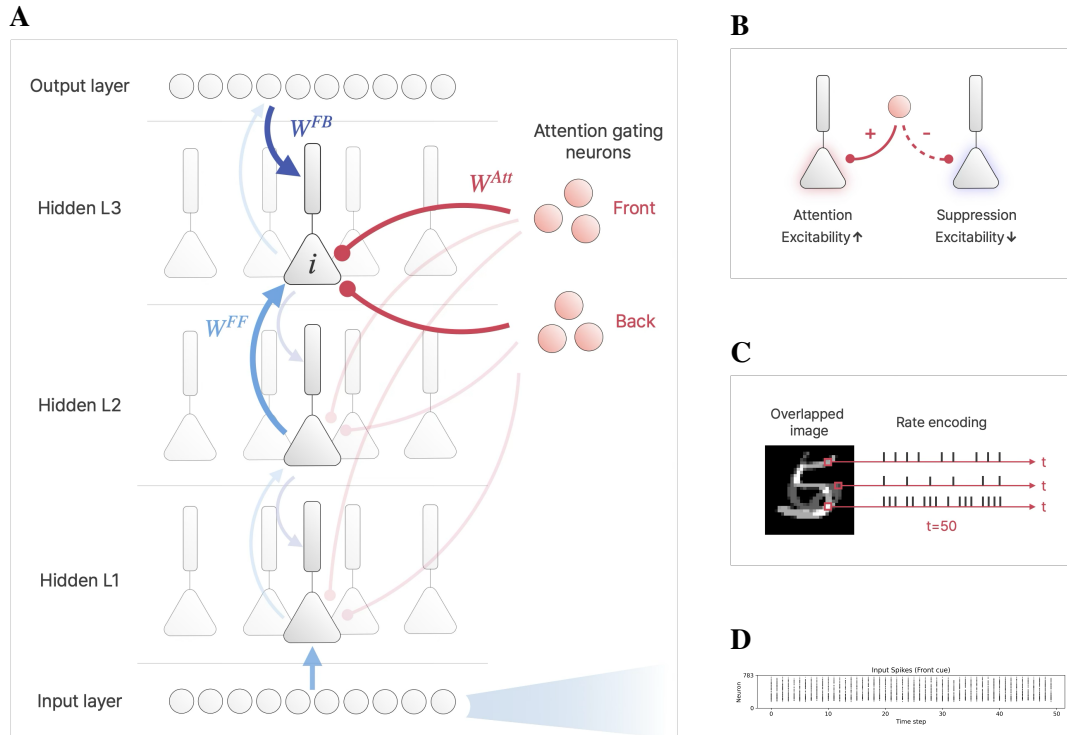 A
Output layer
W^FB
Attention gating
neurons
W^Att
Hidden L3
Front
i
W^FF
Back
Hidden L2
Hidden L1
Input layer
B
+
-
Attention
Excitability↑
Suppression
Excitability↓
C
Overlapped
image
Rate encoding
t
t
t
t=50
D
Input Spikes (Front cue)
783
Neuron
0
0 10 20 30 40 50
Time step